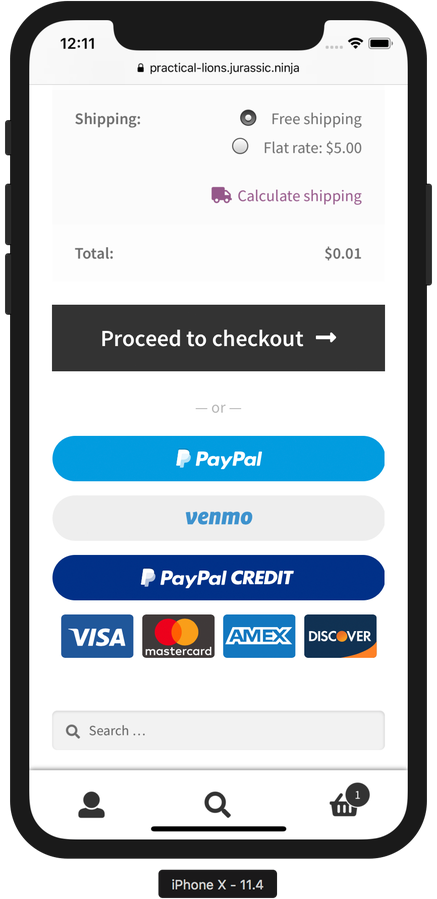 12:11
practical-lions.jurassic.ninja
Shipping: Free shipping
Flat rate: $5.00
Calculate shipping
Total: $0.01
Proceed to checkout
— or —
PayPal
venmo
PayPal CREDIT
VISA mastercard AMEX DISCOVER
Search ...
1
iPhone X - 11.4